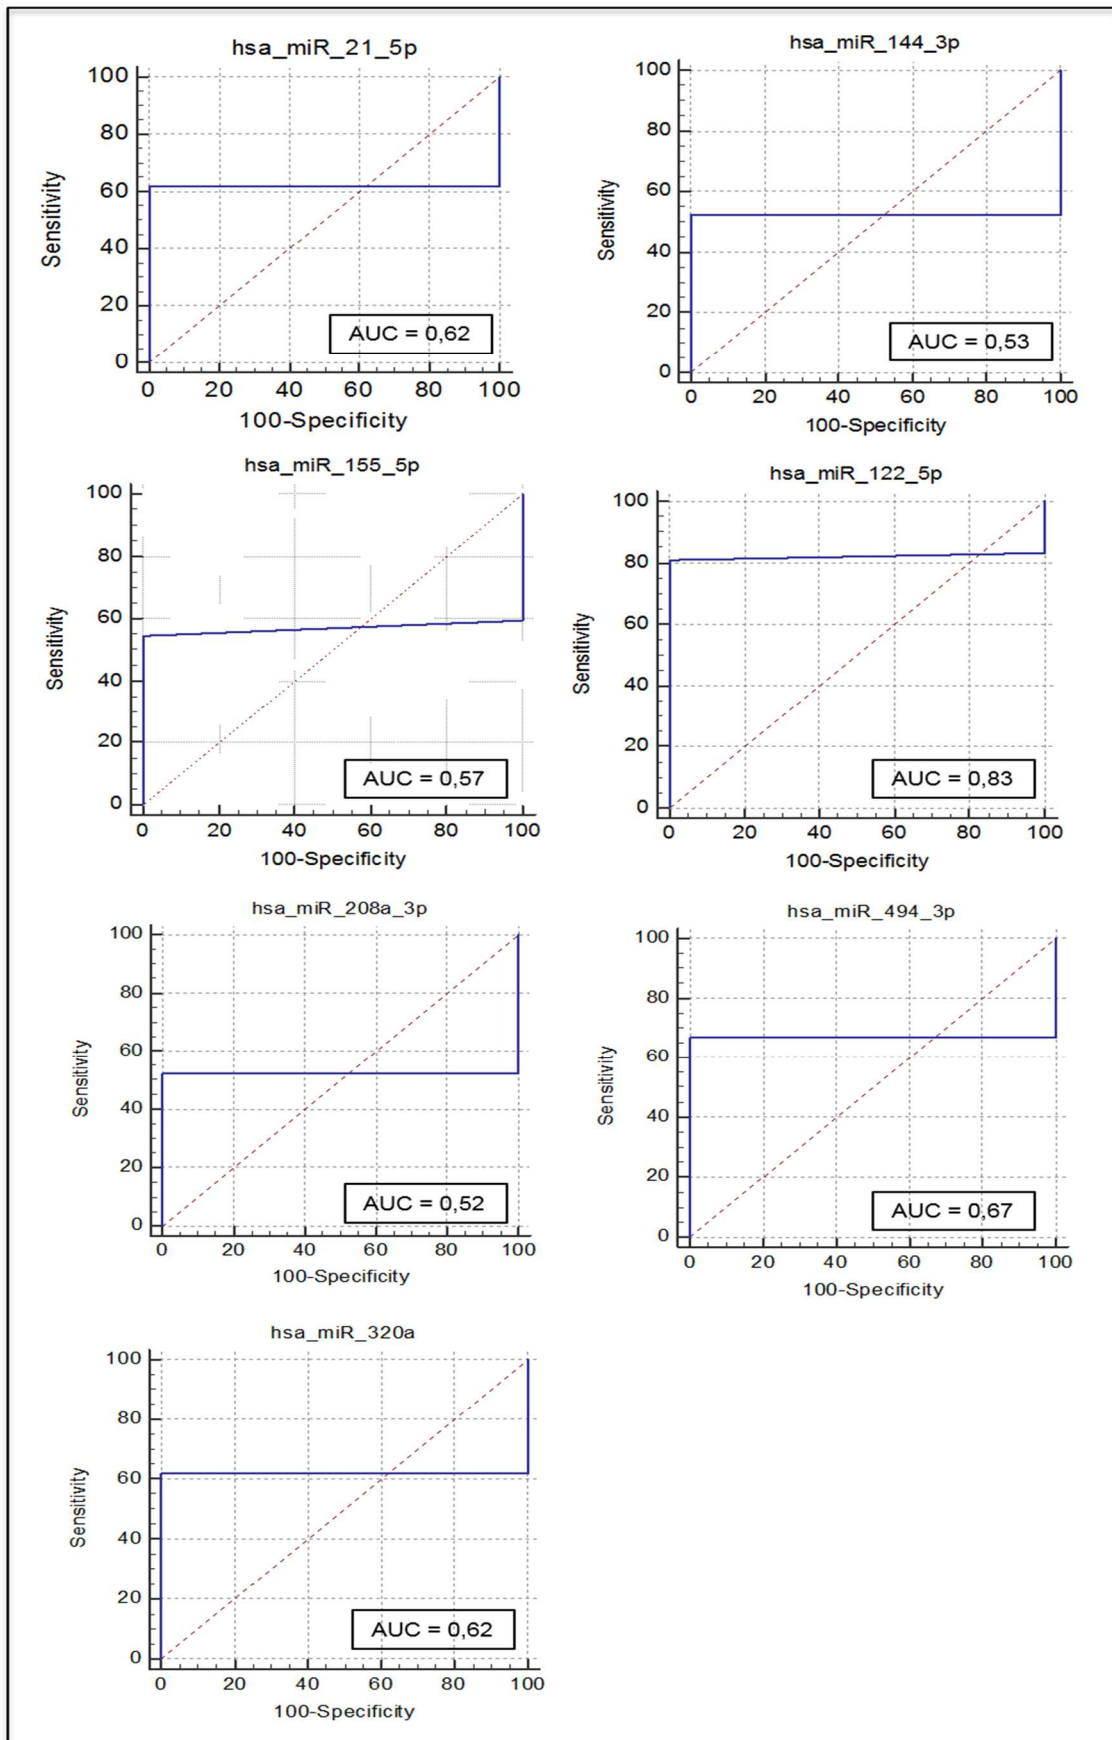 hsa_miR_21_5p
100
80
60
40
20
0
Sensitivity
AUC = 0,62
0 20 40 60 80 100
100-Specificity
hsa_miR_144_3p
100
80
60
40
20
0
Sensitivity
AUC = 0,53
0 20 40 60 80 100
100-Specificity
hsa_miR_155_5p
100
80
60
40
20
0
Sensitivity
AUC = 0,57
0 20 40 60 80 100
100-Specificity
hsa_miR_122_5p
100
80
60
40
20
0
Sensitivity
AUC = 0,83
0 20 40 60 80 100
100-Specificity
hsa_miR_208a_3p
100
80
60
40
20
0
Sensitivity
AUC = 0,52
0 20 40 60 80 100
100-Specificity
hsa_miR_494_3p
100
80
60
40
20
0
Sensitivity
AUC = 0,67
0 20 40 60 80 100
100-Specificity
hsa_miR_320a
100
80
60
40
20
0
Sensitivity
AUC = 0,62
0 20 40 60 80 100
100-Specificity